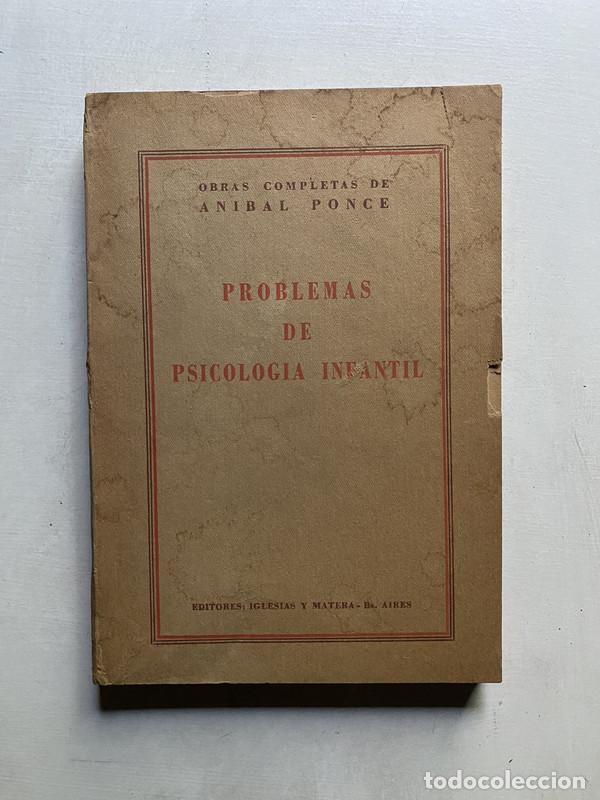 OBRAS COMPLETAS DE
ANIBAL PONCE
PROBLEMAS
DE
PSICOLOGIA INFANTIL
EDITORES: IGLESIAS Y MATERA - Bs. AIRES
todocoleccion